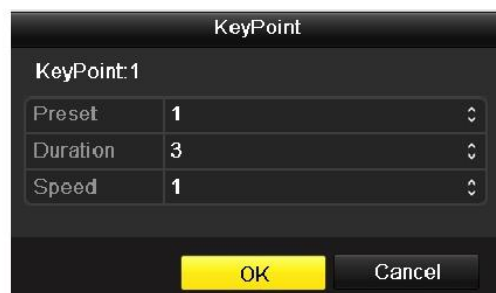 KeyPoint
KeyPoint:1
Preset 1
Duration 3
Speed 1
OK Cancel